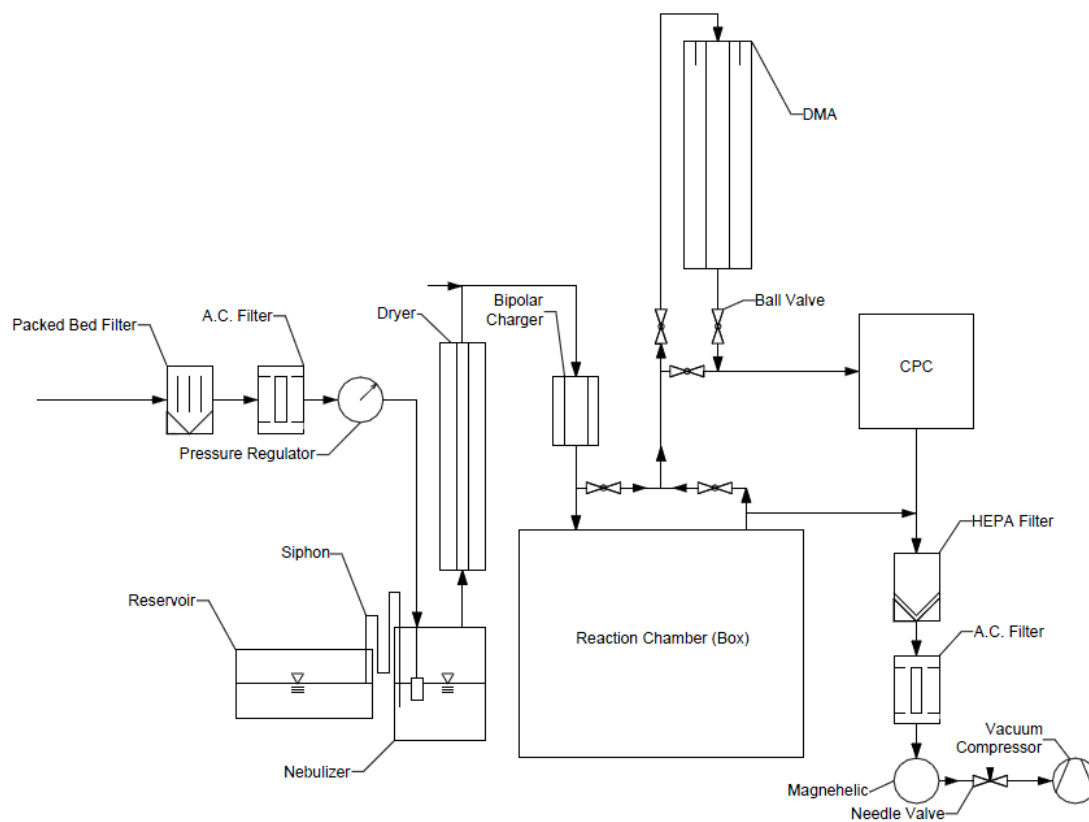 DMA
Ball Valve
Bipolar
Charger
Dryer
A.C. Filter
Packed Bed Filter
CPC
Pressure Regulator
HEPA Filter
Siphon
Reservoir
Reaction Chamber (Box)
A.C. Filter
Nebulizer
Vacuum
Compressor
Magnehelic
Needle Valve